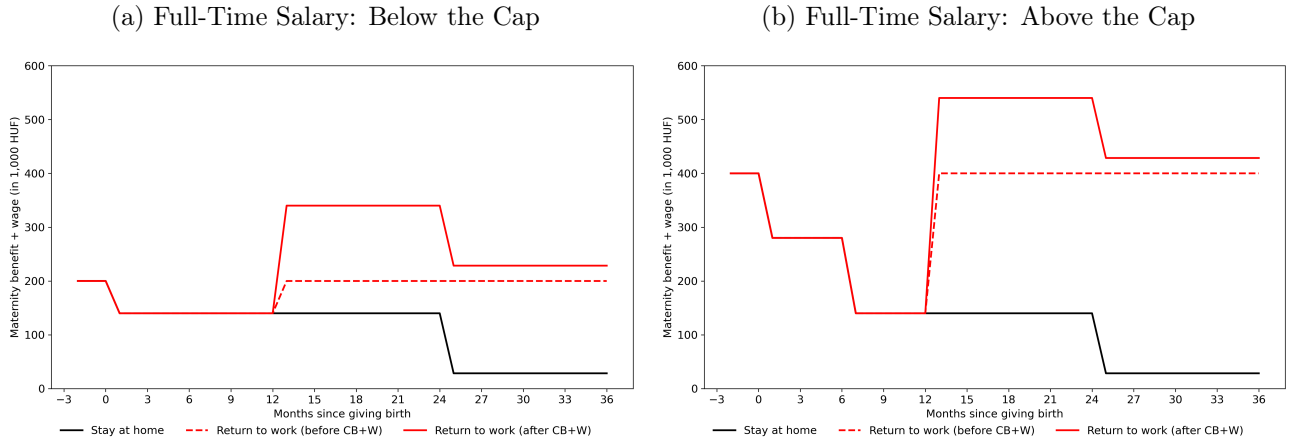 (a) Full-Time Salary: Below the Cap
Maternity benefit + wage (in 1,000 HUF)
600
500
400
300
200
100
0
−3 0 3 6 9 12 15 18 21 24 27 30 33 36
Months since giving birth
Stay at home Return to work (before CB+W) Return to work (after CB+W)
(b) Full-Time Salary: Above the Cap
Maternity benefit + wage (in 1,000 HUF)
600
500
400
300
200
100
0
−3 0 3 6 9 12 15 18 21 24 27 30 33 36
Months since giving birth
Stay at home Return to work (before CB+W) Return to work (after CB+W)